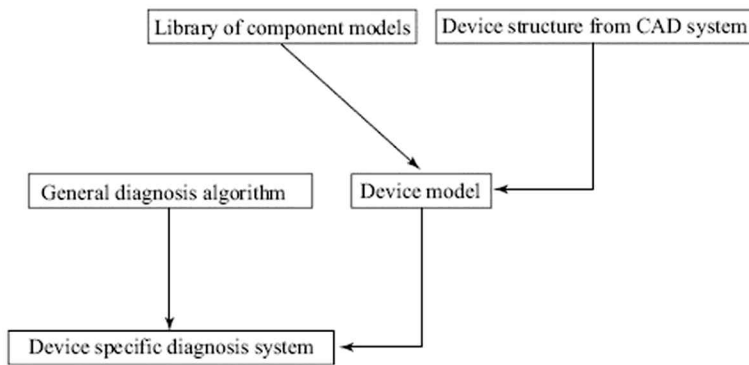 Library of component models
Device structure from CAD system
General diagnosis algorithm
Device model
Device specific diagnosis system